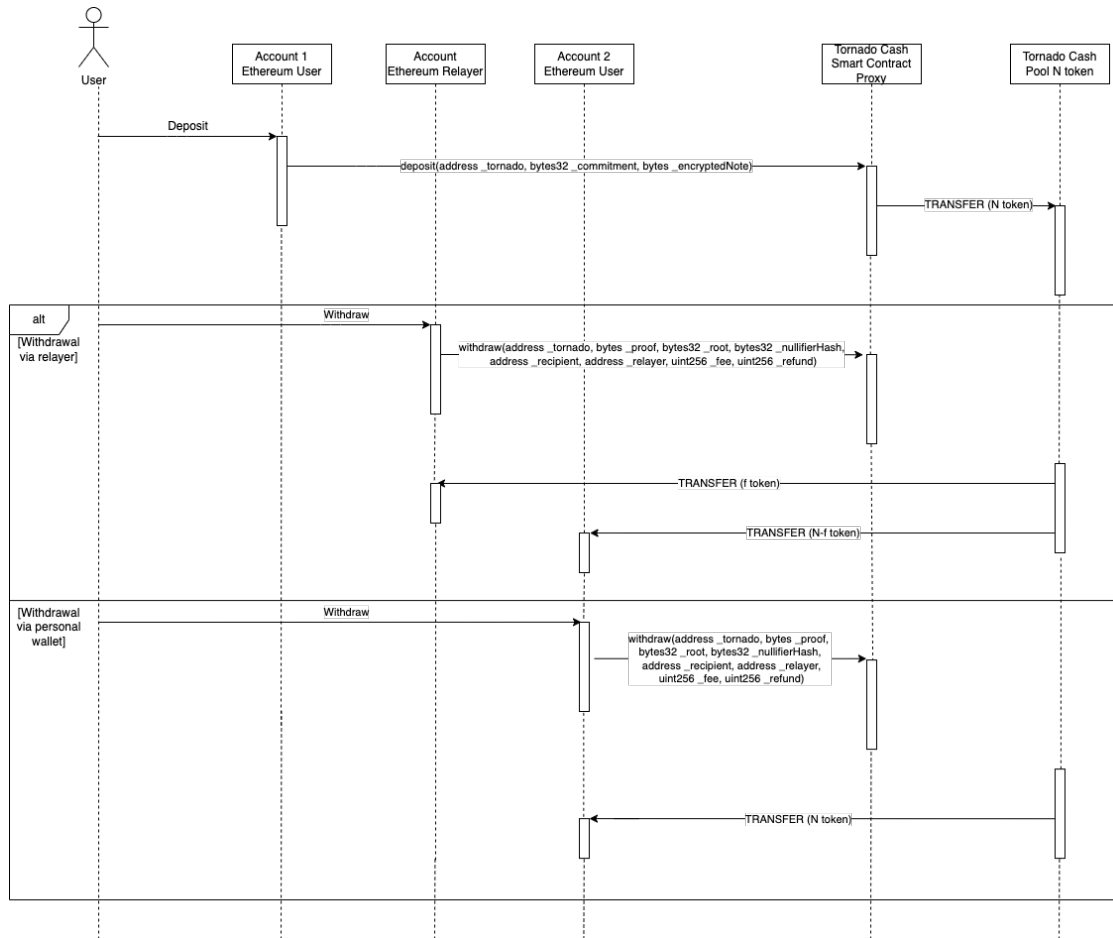 User
Account 1
Ethereum User
Account
Ethereum Relayer
Account 2
Ethereum User
Tornado Cash
Smart Contract
Proxy
Tornado Cash
Pool N token
Deposit
deposit(address _tornado, bytes32 _commitment, bytes _encryptedNote)
TRANSFER (N token)
alt
[Withdrawal
via relayer]
Withdraw
withdraw(address _tornado, bytes _proof, bytes32 _root, bytes32 _nullifierHash,
address _recipient, address _relayer, uint256 _fee, uint256 _refund)
TRANSFER (f token)
TRANSFER (N-f token)
[Withdrawal
via personal
wallet]
Withdraw
withdraw(address _tornado, bytes _proof,
bytes32 _root, bytes32 _nullifierHash,
address _recipient, address _relayer,
uint256 _fee, uint256 _refund)
TRANSFER (N token)